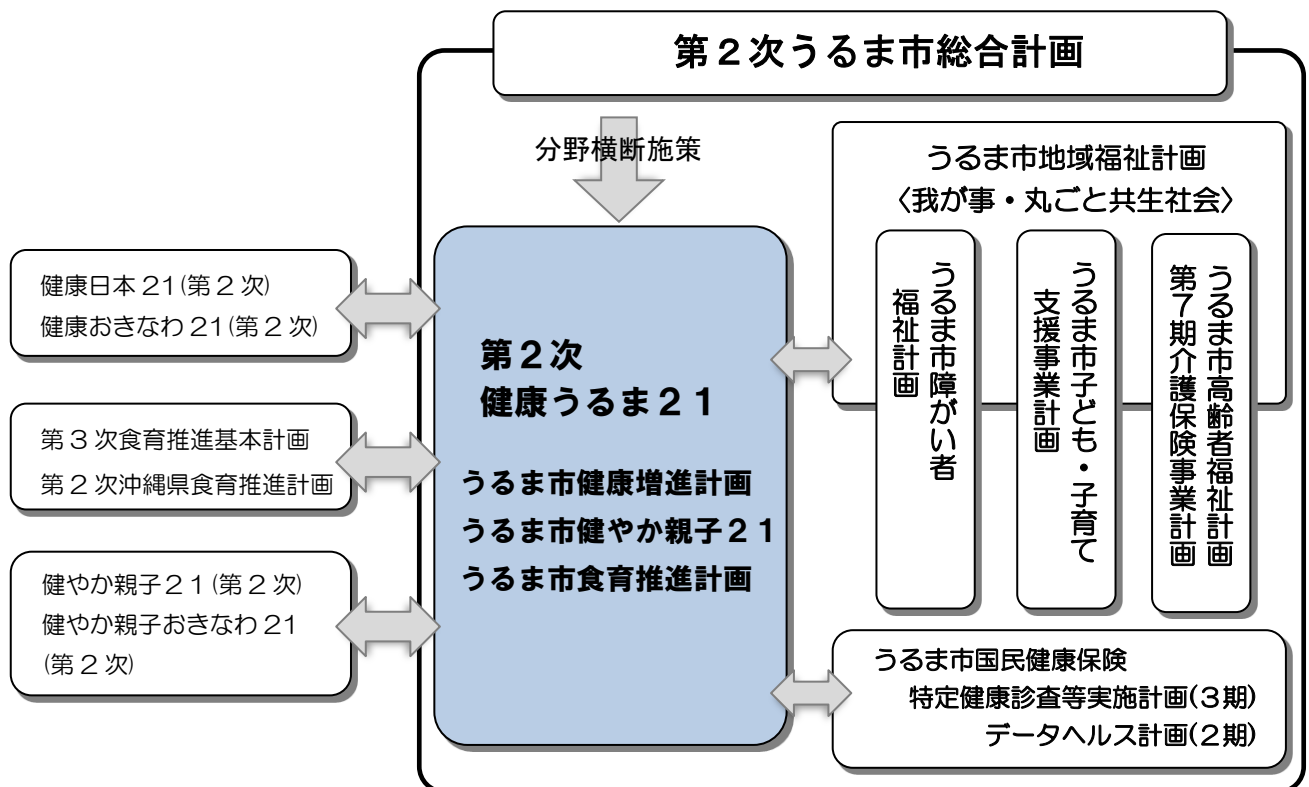 第２次うるま市総合計画
分野横断施策
健康日本 21(第２次)
健康おきなわ 21(第２次)
第３次食育推進基本計画
第２次沖縄県食育推進計画
健やか親子２１(第２次)
健やか親子おきなわ 21
(第２次)
第２次
健康うるま２１
うるま市健康増進計画
うるま市健やか親子２１
うるま市食育推進計画
うるま市地域福祉計画
〈我が事・丸ごと共生社会〉
うるま市障がい者
福祉計画
うるま市子ども・子育て
支援事業計画
うるま市高齢者福祉計画
第７期介護保険事業計画
うるま市国民健康保険
特定健康診査等実施計画(３期)
データヘルス計画(２期)